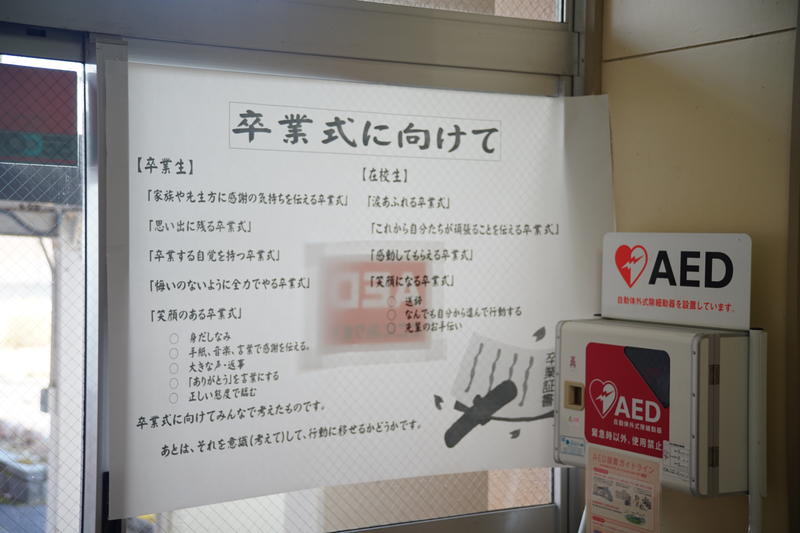 卒業式に向けて
【卒業生】
「家族や先生方に感謝の気持ちを伝える卒業式」
「思い出に残る卒業式」
「卒業する自覚を持つ卒業式」
「悔いのないように全力でやる卒業式」
「笑顔のある卒業式」
○ 身だしなみ
○ 手紙、音楽、言葉で感謝を伝える。
○ 大きな声・返事
○ 「ありがとう」を言葉にする
○ 正しい態度で臨む
【在校生】
「涙あふれる卒業式」
「これから自分たちが頑張ることを伝える卒業式」
「感動してもらえる卒業式」
「笑顔になる卒業式」
○ 送辞
○ なんでも自分から進んで行動する
○ 先輩のお手伝い
卒業式に向けてみんなで考えたものです。
あとは、それを意識(考えて)して、行動に移せるかどうかです。
卒業証書
AED
AED
自動体外式除細動器を設置しています。
AED
自動体外式除細動器
緊急時以外、使用禁止
AED設置ガイドライン